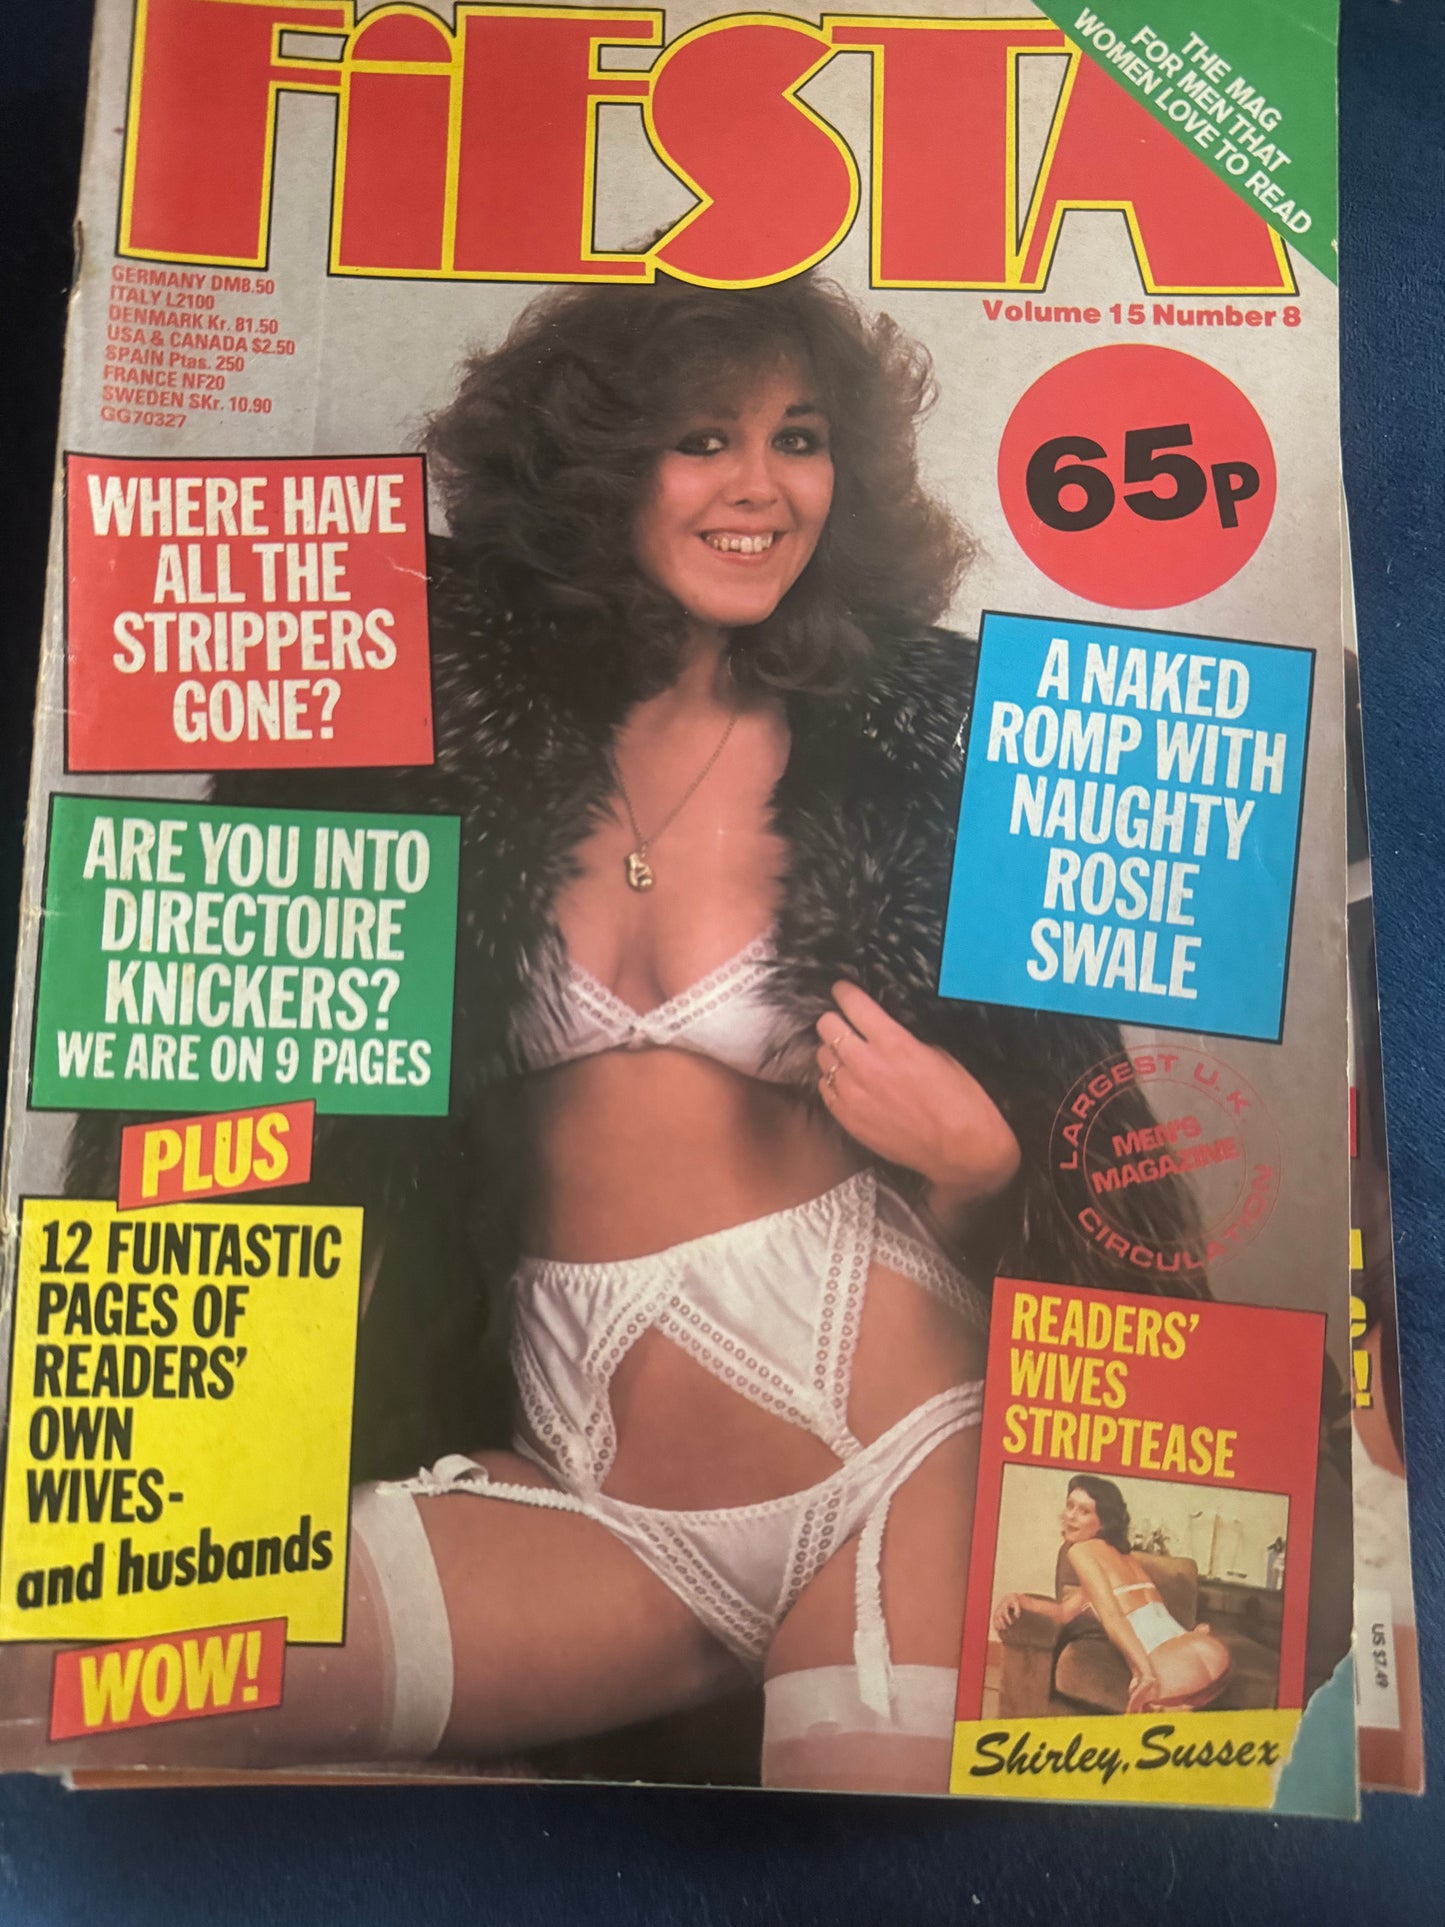 FiESTA
THE MAG
FOR MEN THAT
WOMEN LOVE TO READ
GERMANY DM8.50
ITALY L2100
DENMARK Kr. 81.50
USA & CANADA $2.50
SPAIN Ptas. 250
FRANCE NF20
SWEDEN SKr. 10.90
GG70327
Volume 15 Number 8
65p
WHERE HAVE
ALL THE
STRIPPERS
GONE?
A NAKED
ROMP WITH
NAUGHTY
ROSIE
SWALE
ARE YOU INTO
DIRECTOIRE
KNICKERS?
WE ARE ON 9 PAGES
PLUS
12 FUNTASTIC
PAGES OF
READERS'
OWN
WIVES-
and husbands
WOW!
LARGEST U.K.
MEN'S
MAGAZINE
CIRCULATION
READERS'
WIVES
STRIPTEASE
Shirley, Sussex
US $7.49